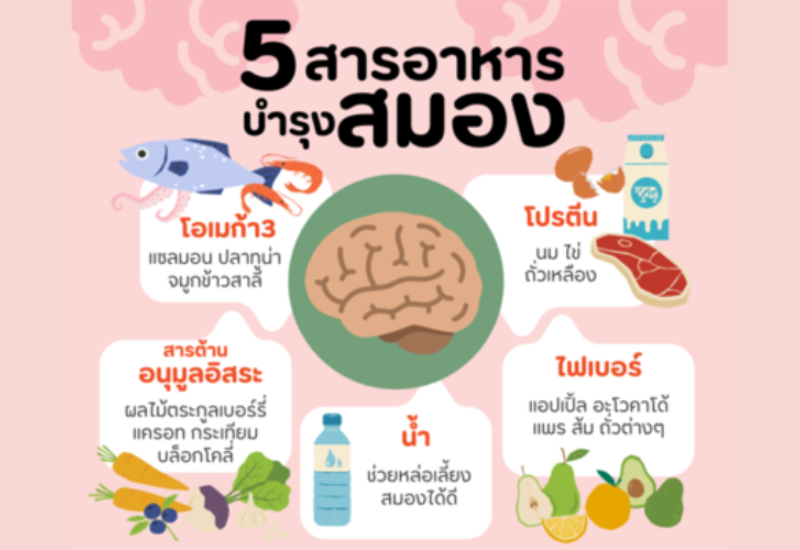 5 สารอาหาร
บำรุงสมอง
โอเมก้า3
แซลมอน ปลาทูน่า
จมูกข้าวสาลี
โปรตีน
นม ไข่
ถั่วเหลือง
สารต้าน
อนุมูลอิสระ
ผลไม้ตระกูลเบอร์รี่
แครอท กระเทียม
บล็อกโคลี่
น้ำ
ช่วยหล่อเลี้ยง
สมองได้ดี
ไฟเบอร์
แอปเปิ้ล อะโวคาโด้
แพร ส้ม ถั่วต่างๆ